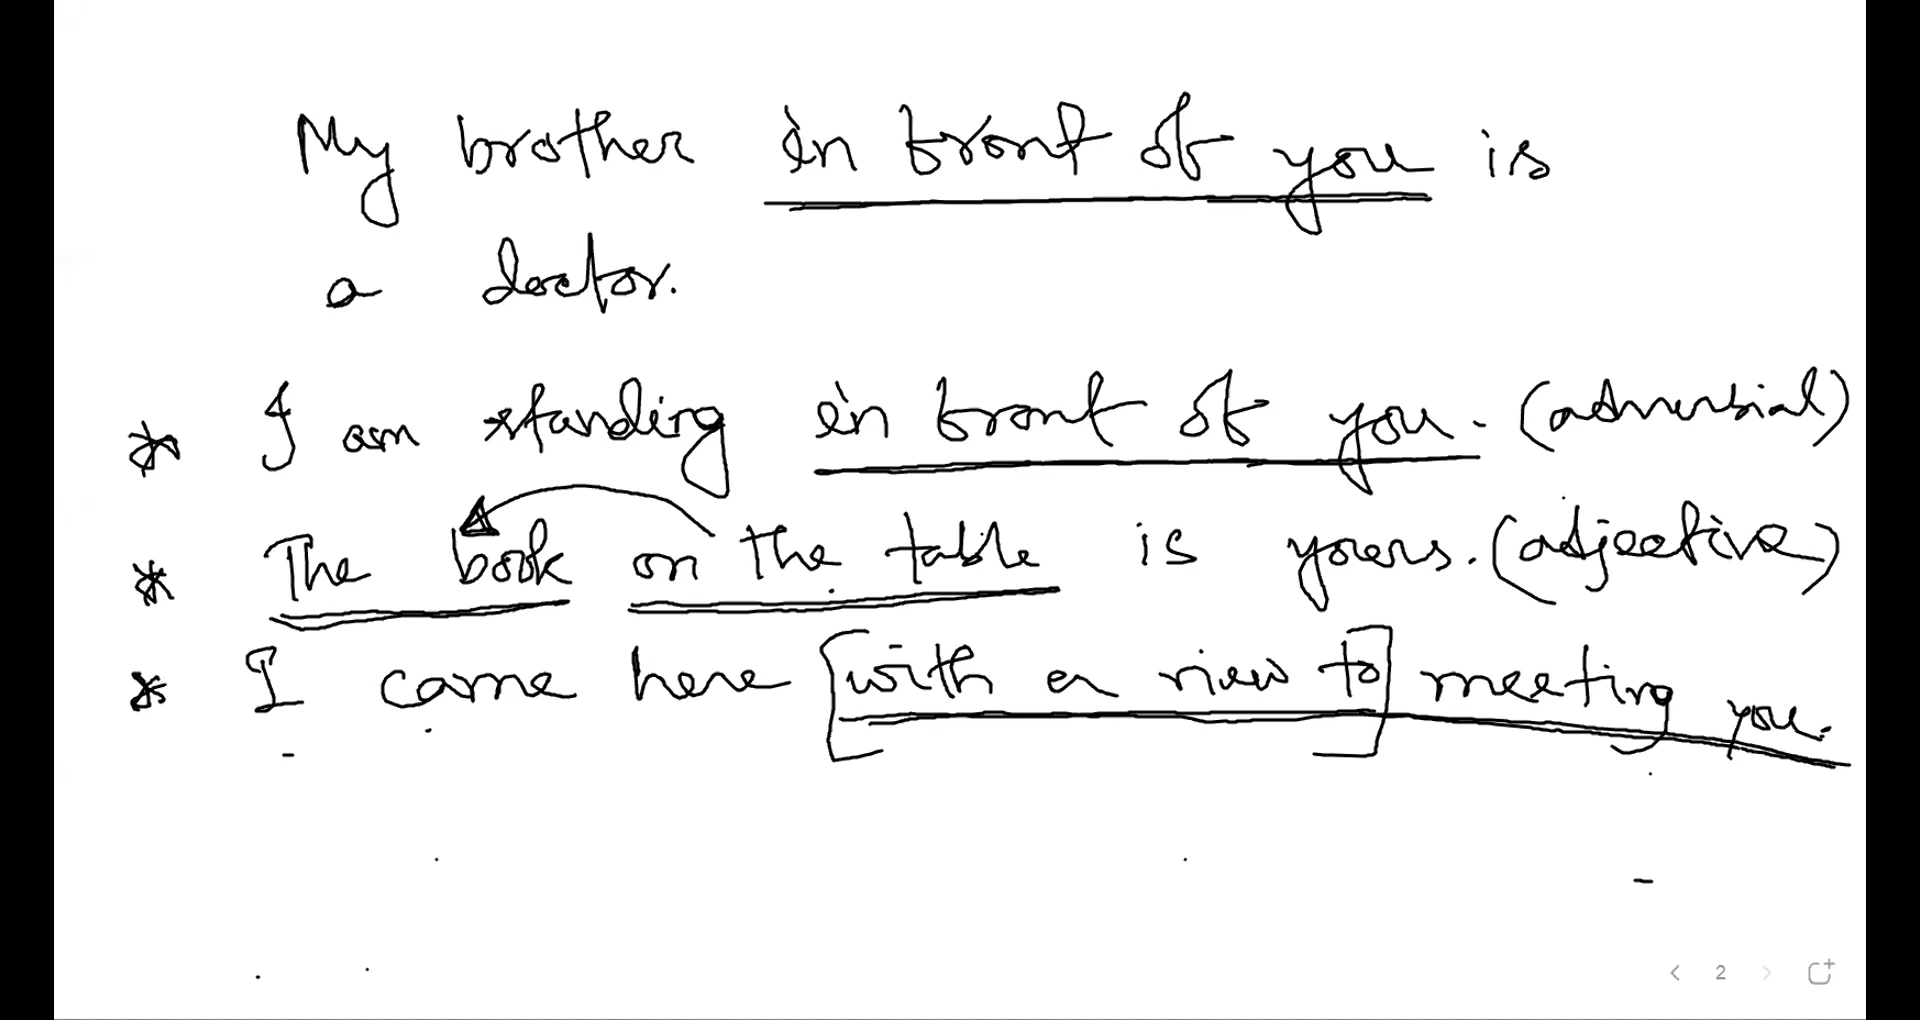 My brother in front of you is
a doctor.
* I am standing in front of you. (adverbial)
* The book on the table is yours. (adjective)
* I came here [with a view to] meeting you.
2